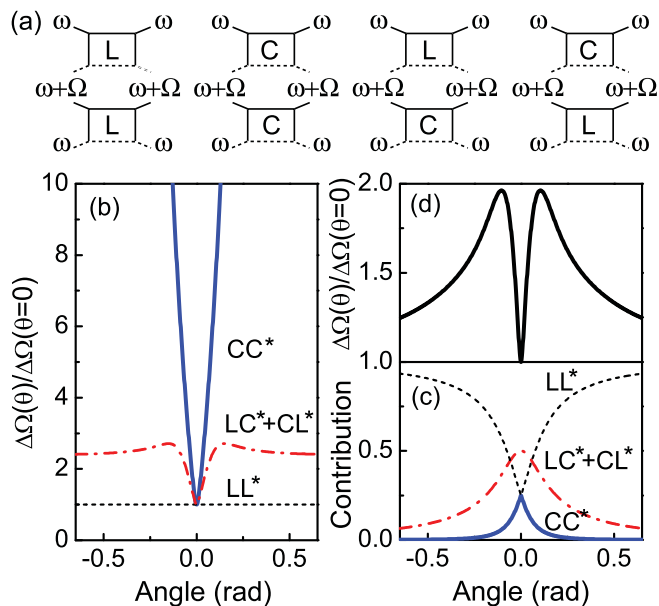 (a) ω ω ω ω ω ω ω ω
L C L C
ω+Ω ω+Ω ω+Ω ω+Ω ω+Ω ω+Ω ω+Ω ω+Ω
L C C L
ω ω ω ω ω ω ω ω
(b)
10
8
6
4
2
0
ΔΩ(θ)/ΔΩ(θ=0)
CC*
LC*+CL*
LL*
-0.5 0.0 0.5
Angle (rad)
(d)
2.0
1.5
1.0
ΔΩ(θ)/ΔΩ(θ=0)
(c)
0.5
0.0
Contribution
LL*
LC*+CL*
CC*
-0.5 0.0 0.5
Angle (rad)